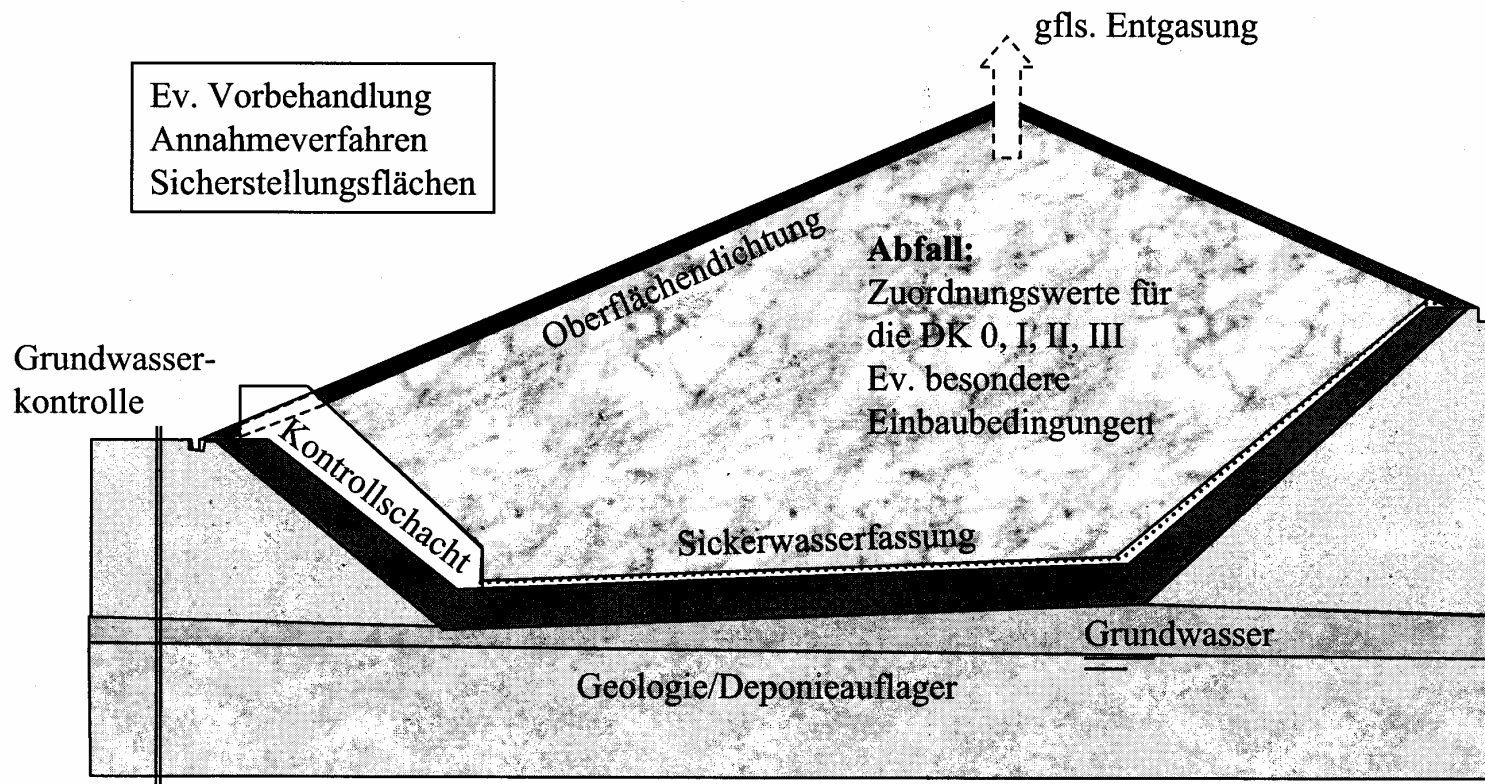 gfls. Entgasung
Ev. Vorbehandlung
Annahmeverfahren
Sicherstellungsflächen
Oberflächendichtung
Abfall:
Zuordnungswerte für
die DK 0, I, II, III
Ev. besondere
Einbaubedingungen
Grundwasser-
kontrolle
Kontrollschacht
Sickerwasserfassung
Grundwasser
Geologie/Deponieauflager